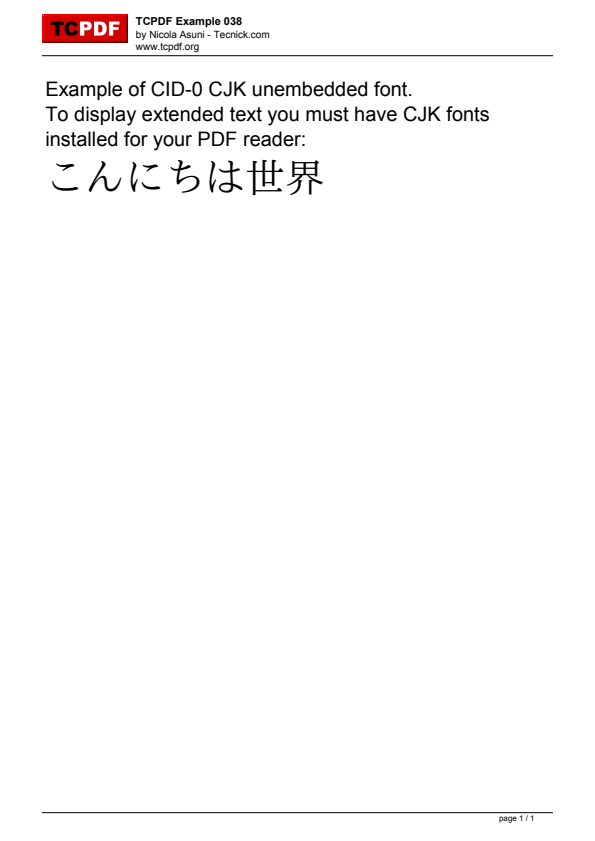 TCPDF
TCPDF Example 038
by Nicola Asuni - Tecnick.com
www.tcpdf.org
Example of CID-0 CJK unembedded font.
To display extended text you must have CJK fonts
installed for your PDF reader:
こんにちは世界
page 1 / 1